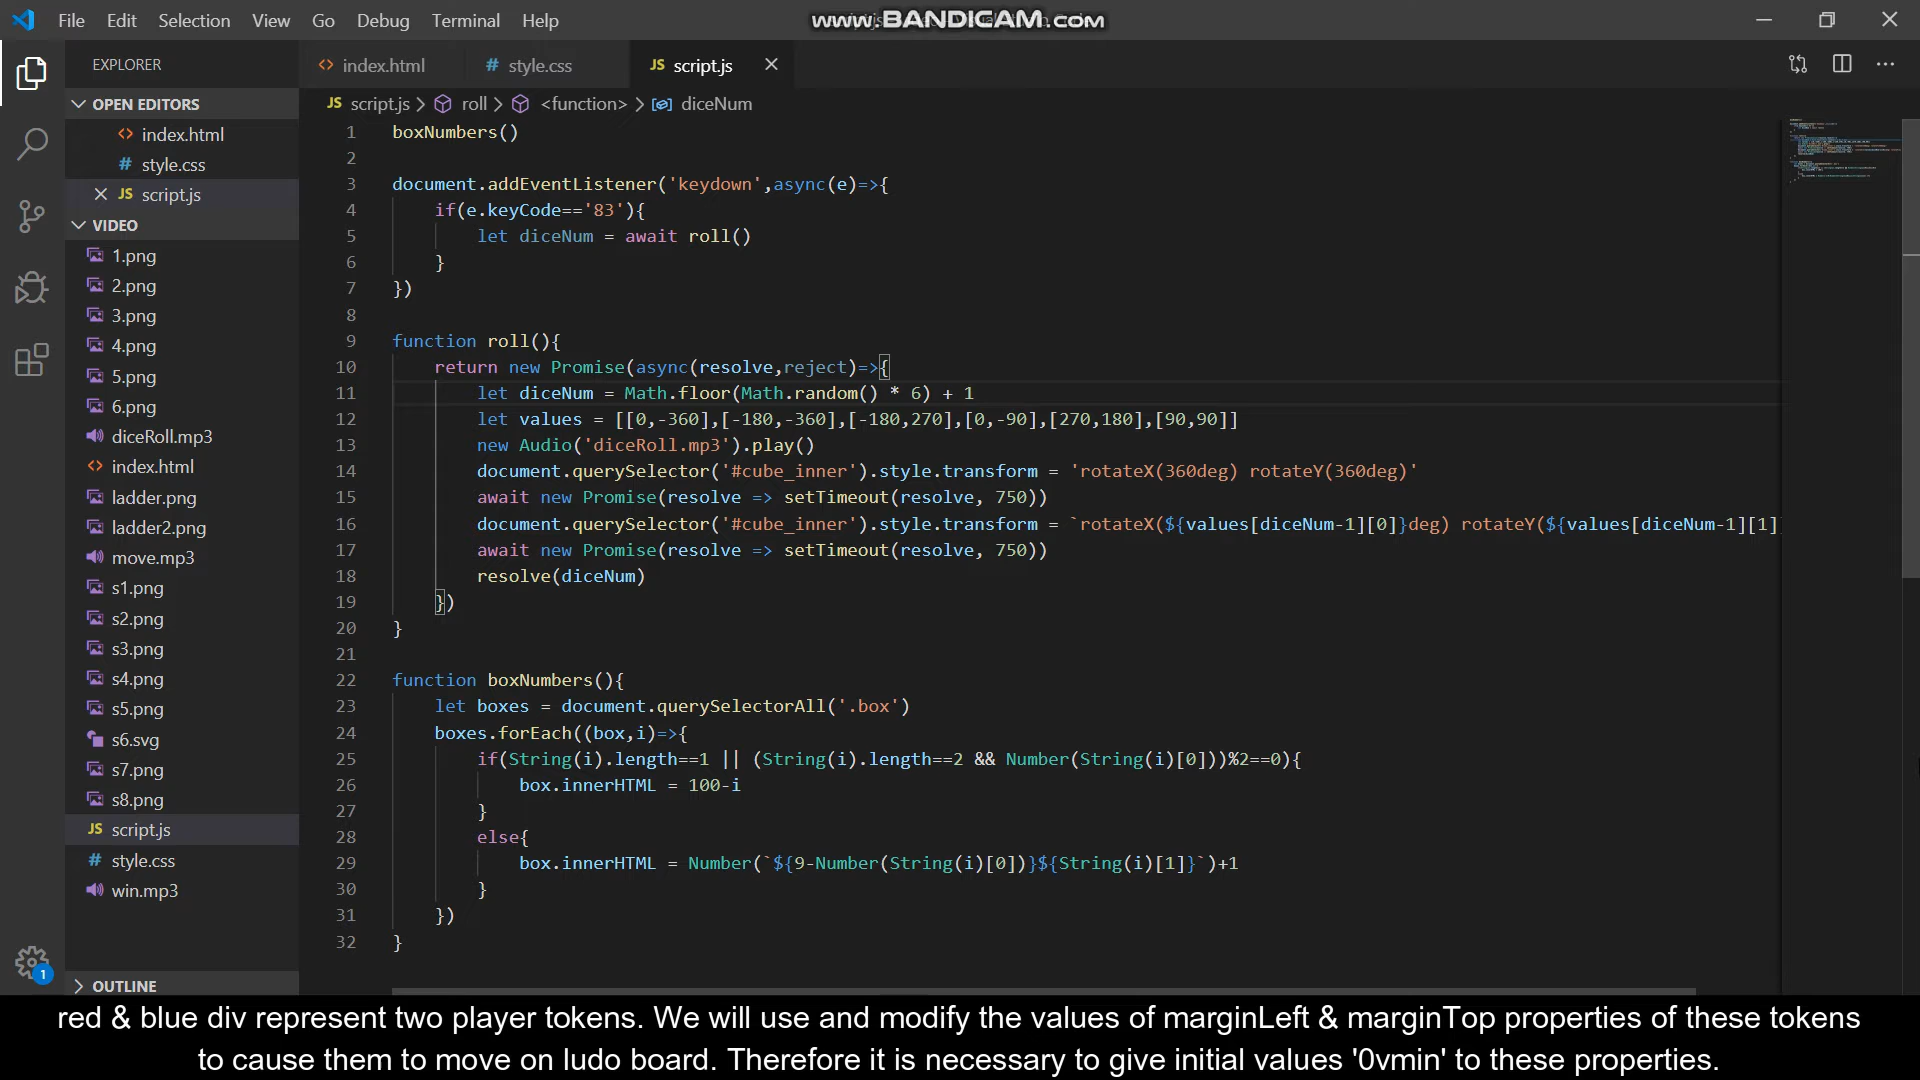 File Edit Selection View Go Debug Terminal Help
www.BANDICAM.com
EXPLORER
index.html
style.css
JS script.js
OPEN EDITORS
index.html
style.css
JS script.js
VIDEO
1.png
2.png
3.png
4.png
5.png
6.png
diceRoll.mp3
index.html
ladder.png
ladder2.png
move.mp3
s1.png
s2.png
s3.png
s4.png
s5.png
s6.svg
s7.png
s8.png
JS script.js
style.css
win.mp3
1
OUTLINE
JS script.js > roll > <function> > diceNum
1 boxNumbers()
2
3 document.addEventListener('keydown',async(e)=>{
4 if(e.keyCode=='83'){
5 let diceNum = await roll()
6 }
7 })
8
9 function roll(){
10 return new Promise(async(resolve,reject)=>{
11 let diceNum = Math.floor(Math.random() * 6) + 1
12 let values = [[0,-360],[-180,-360],[-180,270],[0,-90],[270,180],[90,90]]
13 new Audio('diceRoll.mp3').play()
14 document.querySelector('#cube_inner').style.transform = 'rotateX(360deg) rotateY(360deg)'
15 await new Promise(resolve => setTimeout(resolve, 750))
16 document.querySelector('#cube_inner').style.transform = `rotateX(${values[diceNum-1][0]}deg) rotateY(${values[diceNum-1][1]
17 await new Promise(resolve => setTimeout(resolve, 750))
18 resolve(diceNum)
19 })
20 }
21
22 function boxNumbers(){
23 let boxes = document.querySelectorAll('.box')
24 boxes.forEach((box,i)=>{
25 if(String(i).length==1 || (String(i).length==2 && Number(String(i)[0]))%2==0){
26 box.innerHTML = 100-i
27 }
28 else{
29 box.innerHTML = Number(`${9-Number(String(i)[0])}${String(i)[1]}`)+1
30 }
31 })
32 }
red & blue div represent two player tokens. We will use and modify the values of marginLeft & marginTop properties of these tokens
to cause them to move on ludo board. Therefore it is necessary to give initial values '0vmin' to these properties.